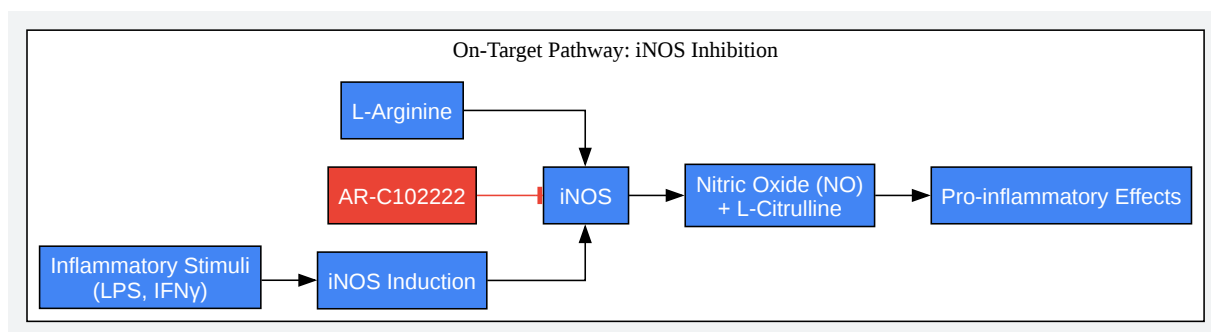 On-Target Pathway: iNOS Inhibition
L-Arginine
AR-C102222
iNOS
Nitric Oxide (NO)
+ L-Citrulline
Pro-inflammatory Effects
Inflammatory Stimuli
(LPS, IFNγ)
iNOS Induction